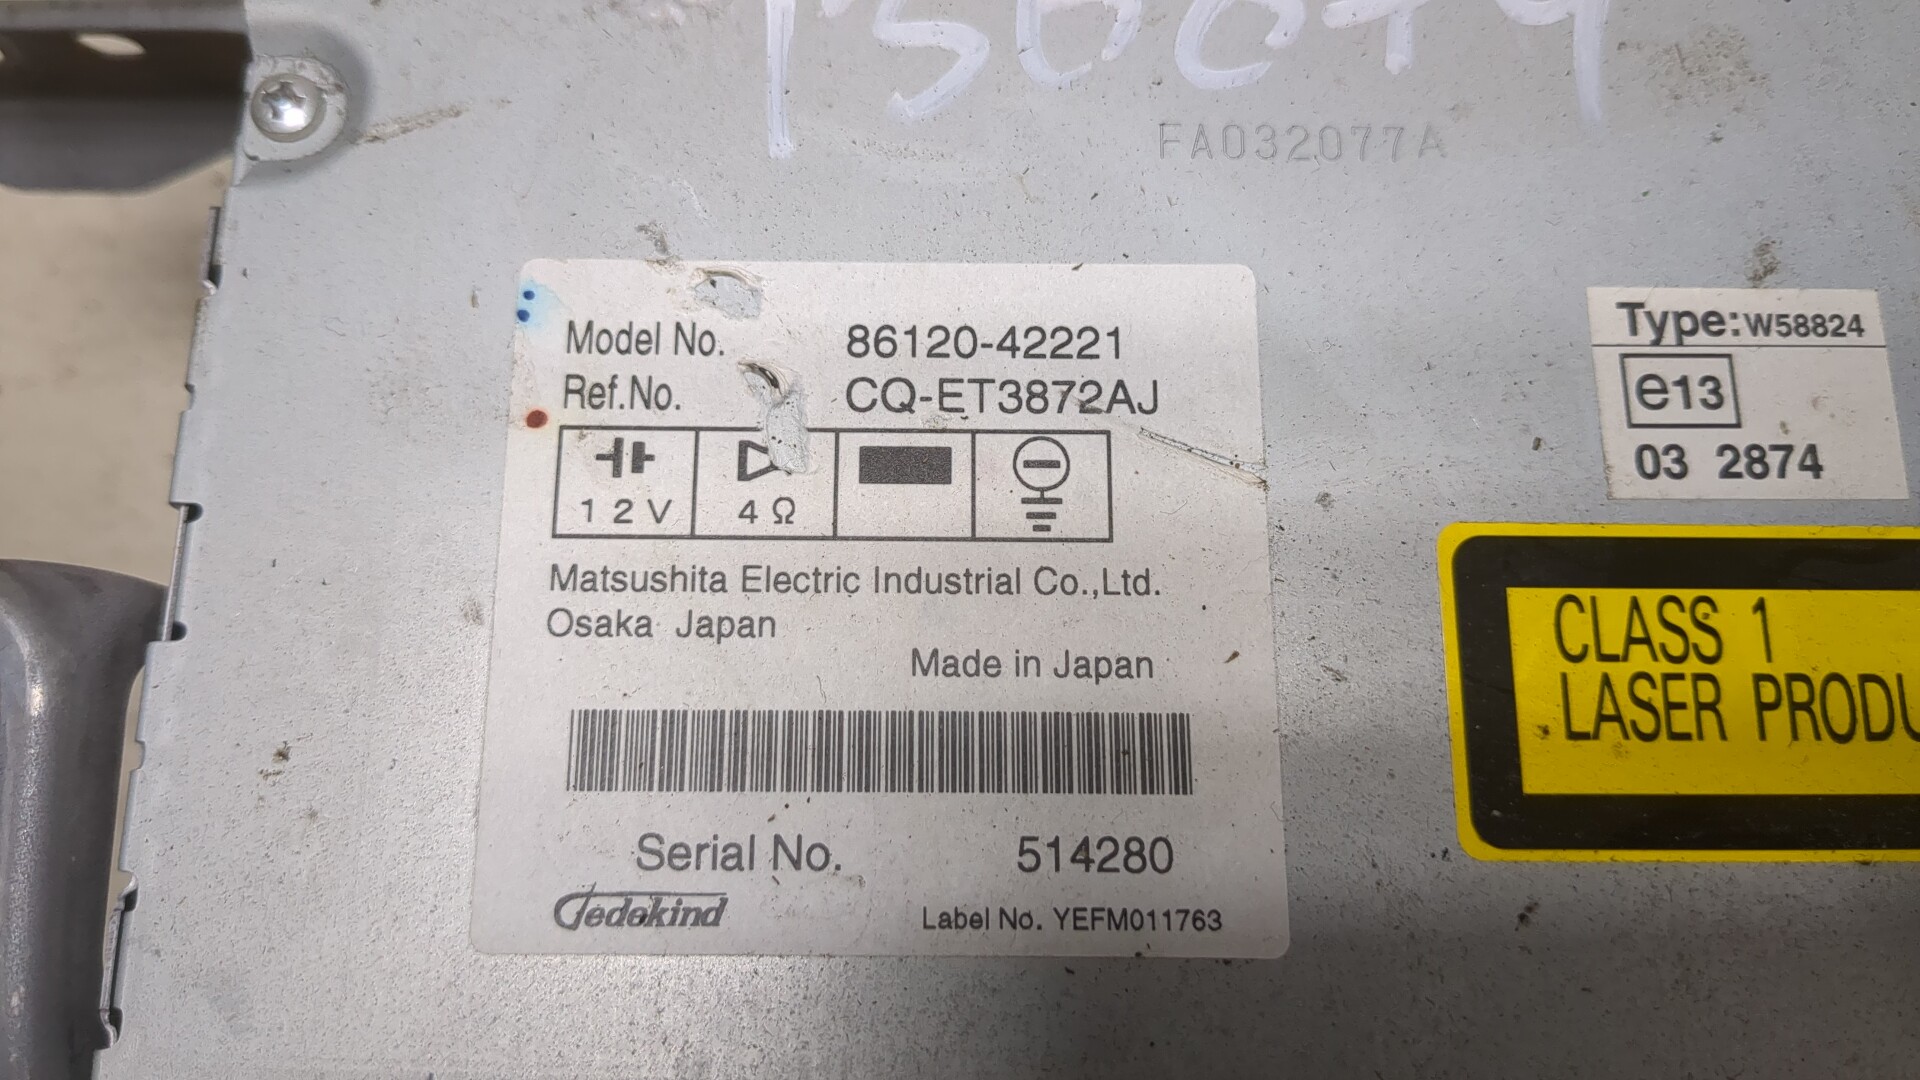 FA032077A
Model No. 86120-42221
Ref.No. CQ-ET3872AJ
12V 4Ω
Matsushita Electric Industrial Co.,Ltd.
Osaka Japan
Made in Japan
Serial No. 514280
Label No. YEFM011763
Type:W58824
e13
03 2874
CLASS 1
LASER PRODU